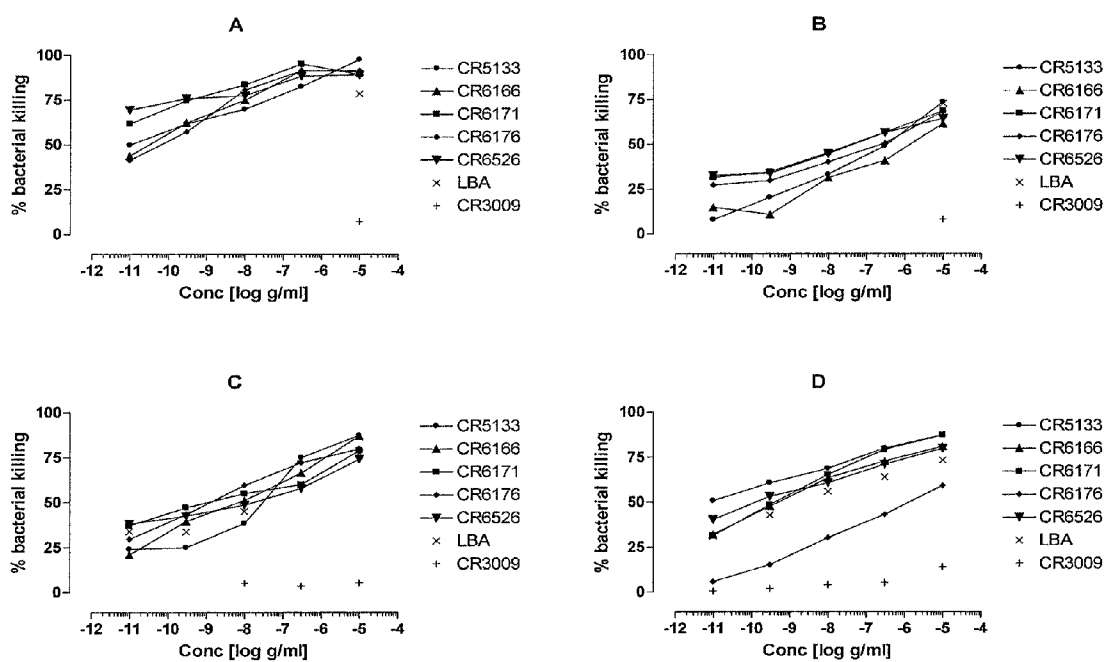 A
% bacterial killing
100
75
50
25
0
-12 -11 -10 -9 -8 -7 -6 -5 -4
Conc [log g/ml]
CR5133
CR6166
CR6171
CR6176
CR6526
LBA
CR3009
B
% bacterial killing
100
75
50
25
0
-12 -11 -10 -9 -8 -7 -6 -5 -4
Conc [log g/ml]
CR5133
CR6166
CR6171
CR6176
CR6526
LBA
CR3009
C
% bacterial killing
100
75
50
25
0
-12 -11 -10 -9 -8 -7 -6 -5 -4
Conc [log g/ml]
CR5133
CR6166
CR6171
CR6176
CR6526
LBA
CR3009
D
% bacterial killing
100
75
50
25
0
-12 -11 -10 -9 -8 -7 -6 -5 -4
Conc [log g/ml]
CR5133
CR6166
CR6171
CR6176
CR6526
LBA
CR3009